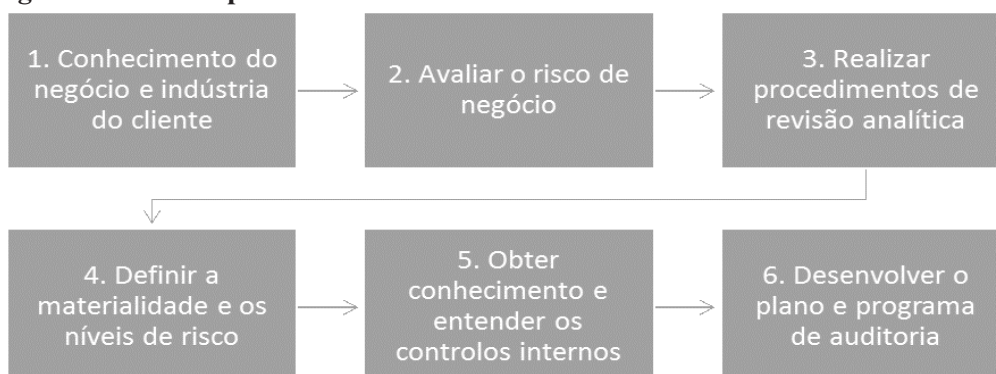 1. Conhecimento do
negócio e indústria
do cliente
2. Avaliar o risco de
negócio
3. Realizar
procedimentos de
revisão analítica
4. Definir a
materialidade e os
níveis de risco
5. Obter
conhecimento e
entender os
controlos internos
6. Desenvolver o
plano e programa
de auditoria